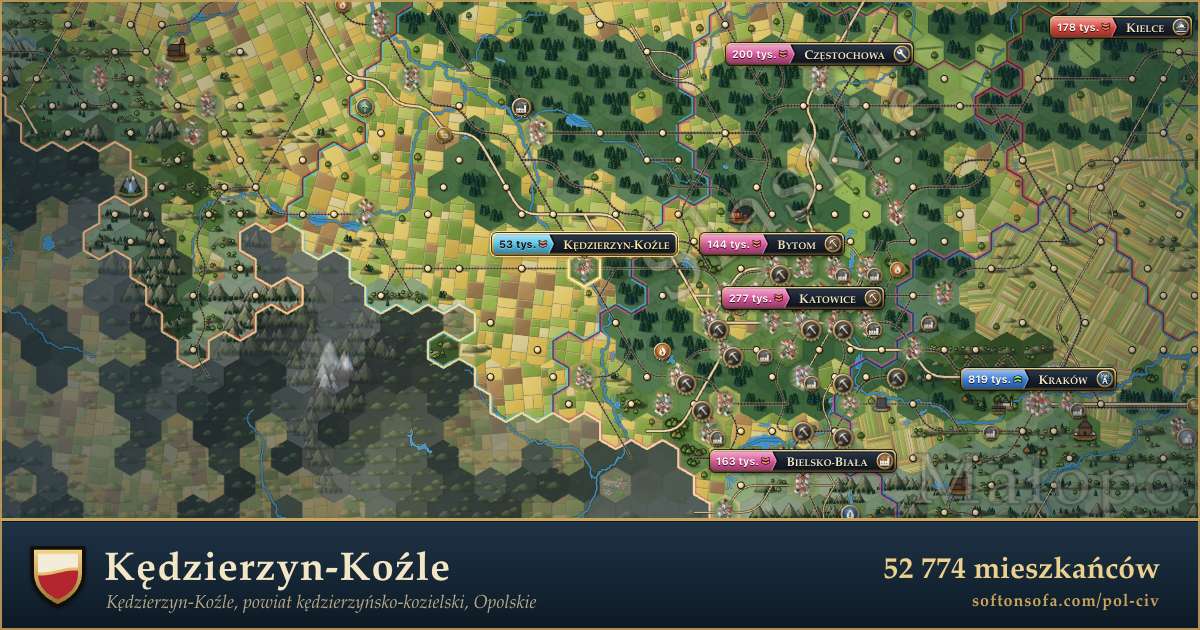 178 tys. KIELCE
200 tys. CZĘSTOCHOWA
Śląskie
53 tys. KĘDZIERZYN-KOŹLE
144 tys. BYTOM
277 tys. KATOWICE
819 tys. KRAKÓW
163 tys. BIELSKO-BIAŁA
Małopo
Kędzierzyn-Koźle
52 774 mieszkańców
Kędzierzyn-Koźle, powiat kędzierzyńsko-kozielski, Opolskie
softonsofa.com/pol-civ